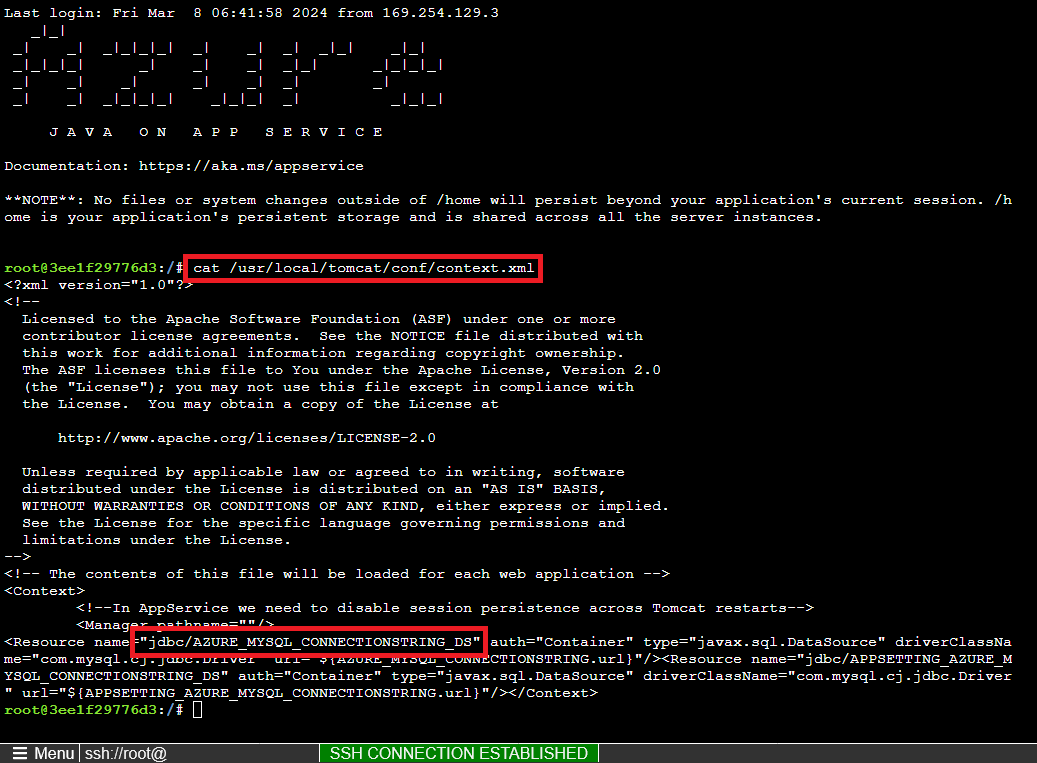 Last login: Fri Mar  8 06:41:58 2024 from 169.254.129.3
Azure
J A V A   O N   A P P   S E R V I C E
Documentation: https://aka.ms/appservice
**NOTE**: No files or system changes outside of /home will persist beyond your application's current session. /h
ome is your application's persistent storage and is shared across all the server instances.
root@3ee1f29776d3:/# cat /usr/local/tomcat/conf/context.xml
<?xml version="1.0"?>
<!--
  Licensed to the Apache Software Foundation (ASF) under one or more
  contributor license agreements.  See the NOTICE file distributed with
  this work for additional information regarding copyright ownership.
  The ASF licenses this file to You under the Apache License, Version 2.0
  (the "License"); you may not use this file except in compliance with
  the License.  You may obtain a copy of the License at
      http://www.apache.org/licenses/LICENSE-2.0
  Unless required by applicable law or agreed to in writing, software
  distributed under the License is distributed on an "AS IS" BASIS,
  WITHOUT WARRANTIES OR CONDITIONS OF ANY KIND, either express or implied.
  See the License for the specific language governing permissions and
  limitations under the License.
-->
<!-- The contents of this file will be loaded for each web application -->
<Context>
        <!--In AppService we need to disable session persistence across Tomcat restarts-->
        <Manager pathname=""/>
<Resource name="jdbc/AZURE_MYSQL_CONNECTIONSTRING_DS" auth="Container" type="javax.sql.DataSource" driverClassNa
me="com.mysql.cj.jdbc.Driver" url="${AZURE_MYSQL_CONNECTIONSTRING.url}"/><Resource name="jdbc/APPSETTING_AZURE_M
YSQL_CONNECTIONSTRING_DS" auth="Container" type="javax.sql.DataSource" driverClassName="com.mysql.cj.jdbc.Driver
" url="${APPSETTING_AZURE_MYSQL_CONNECTIONSTRING.url}"/></Context>
root@3ee1f29776d3:/#
Menu ssh://root@ SSH CONNECTION ESTABLISHED